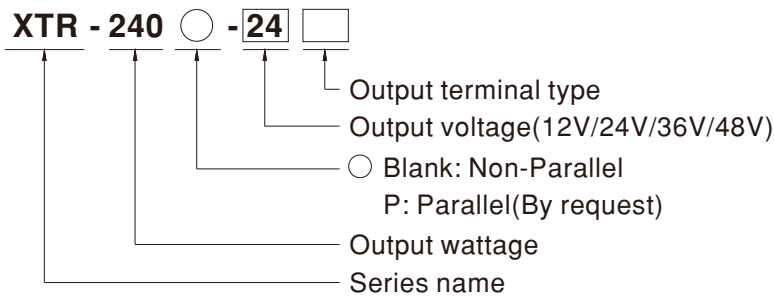 XTR - 240 ○ - 24 □
Output terminal type
Output voltage(12V/24V/36V/48V)
○ Blank: Non-Parallel
P: Parallel(By request)
Output wattage
Series name